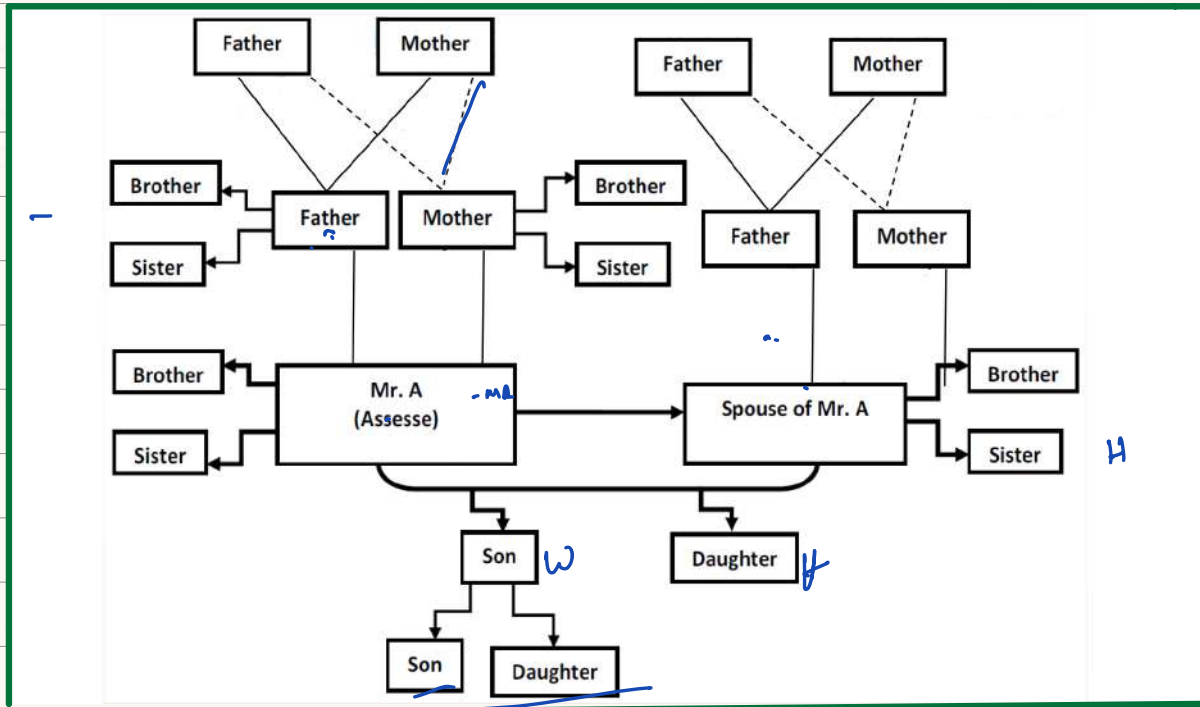 Father
Mother
Father
Mother
Brother
Brother
Father
Mother
Father
Mother
Sister
Sister
Brother
Mr. A
(Assesse)
Spouse of Mr. A
Brother
Sister
Sister
H
Son
W
Daughter
H
Son
Daughter